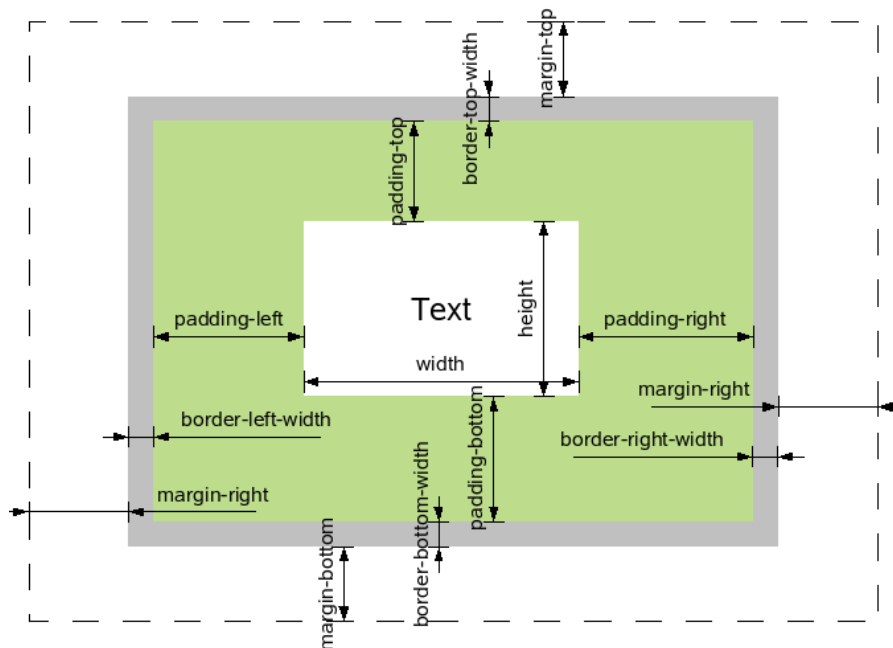 margin-top
border-top-width
padding-top
Text
height
padding-left
padding-right
width
margin-right
border-left-width
border-right-width
padding-bottom
margin-right
border-bottom-width
margin-bottom